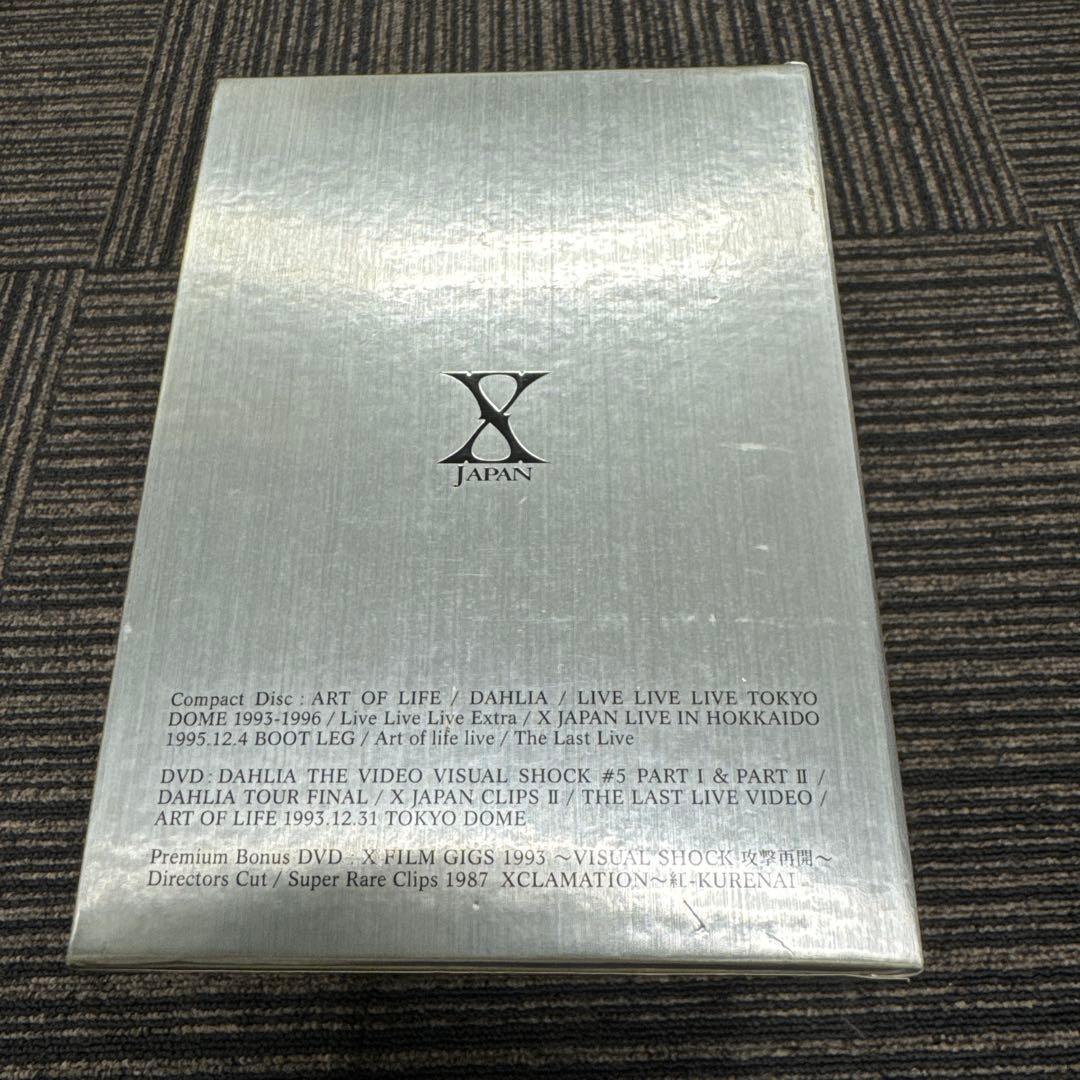 X
JAPAN
Compact Disc : ART OF LIFE / DAHLIA / LIVE LIVE LIVE TOKYO
DOME 1993-1996 / Live Live Live Extra / X JAPAN LIVE IN HOKKAIDO
1995.12.4 BOOT LEG / Art of life live / The Last Live
DVD : DAHLIA THE VIDEO VISUAL SHOCK #5 PART I & PART II /
DAHLIA TOUR FINAL / X JAPAN CLIPS II / THE LAST LIVE VIDEO /
ART OF LIFE 1993.12.31 TOKYO DOME
Premium Bonus DVD : X FILM GIGS 1993 ～VISUAL SHOCK 攻撃再開～
Directors Cut / Super Rare Clips 1987 XCLAMATION～紅-KURENAI-